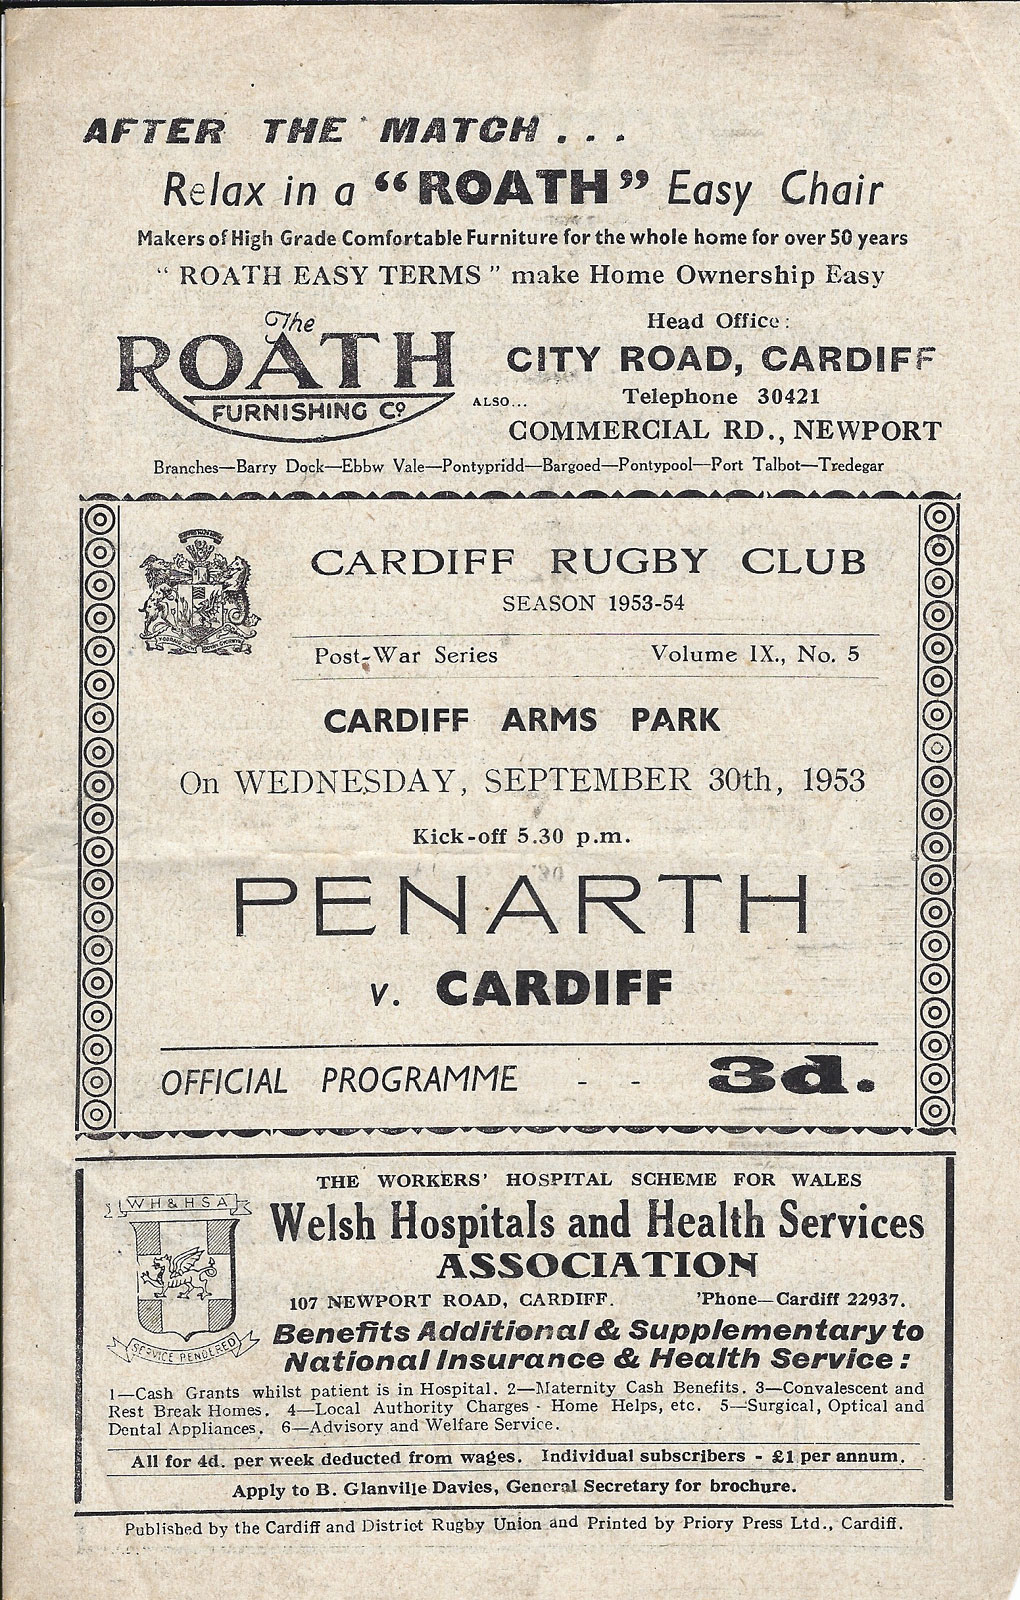 AFTER THE MATCH . . .
Relax in a “ROATH” Easy Chair
Makers of High Grade Comfortable Furniture for the whole home for over 50 years
“ ROATH EASY TERMS ” make Home Ownership Easy
The
ROATH
FURNISHING Co.
Head Office:
CITY ROAD, CARDIFF
Telephone 30421
ALSO...
COMMERCIAL RD., NEWPORT
Branches—Barry Dock—Ebbw Vale—Pontypridd—Bargoed—Pontypool—Port Talbot—Tredegar
CARDIFF RUGBY CLUB
SEASON 1953-54
Post-War Series Volume IX., No. 5
CARDIFF ARMS PARK
On WEDNESDAY, SEPTEMBER 30th, 1953
Kick-off 5.30 p.m.
PENARTH
v. CARDIFF
OFFICIAL PROGRAMME - - 3d.
WH&HSA
SERVICE RENDERED
THE WORKERS’ HOSPITAL SCHEME FOR WALES
Welsh Hospitals and Health Services
ASSOCIATION
107 NEWPORT ROAD, CARDIFF. ’Phone—Cardiff 22937.
Benefits Additional & Supplementary to
National Insurance & Health Service :
1—Cash Grants whilst patient is in Hospital. 2—Maternity Cash Benefits. 3—Convalescent and
Rest Break Homes. 4—Local Authority Charges - Home Helps, etc. 5—Surgical, Optical and
Dental Appliances. 6—Advisory and Welfare Service.
All for 4d. per week deducted from wages. Individual subscribers - £1 per annum.
Apply to B. Glanville Davies, General Secretary for brochure.
Published by the Cardiff and District Rugby Union and Printed by Priory Press Ltd., Cardiff.